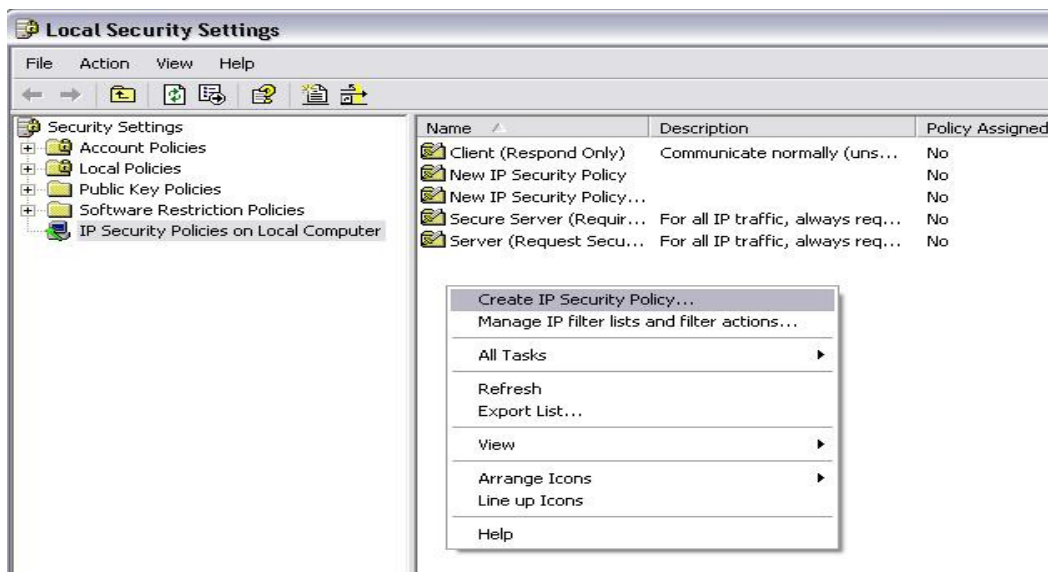 Local Security Settings
File Action View Help
Security Settings
Account Policies
Local Policies
Public Key Policies
Software Restriction Policies
IP Security Policies on Local Computer
Name Description Policy Assigned
Client (Respond Only) Communicate normally (uns... No
New IP Security Policy No
New IP Security Policy... No
Secure Server (Requir... For all IP traffic, always req... No
Server (Request Secu... For all IP traffic, always req... No
Create IP Security Policy...
Manage IP filter lists and filter actions...
All Tasks
Refresh
Export List...
View
Arrange Icons
Line up Icons
Help